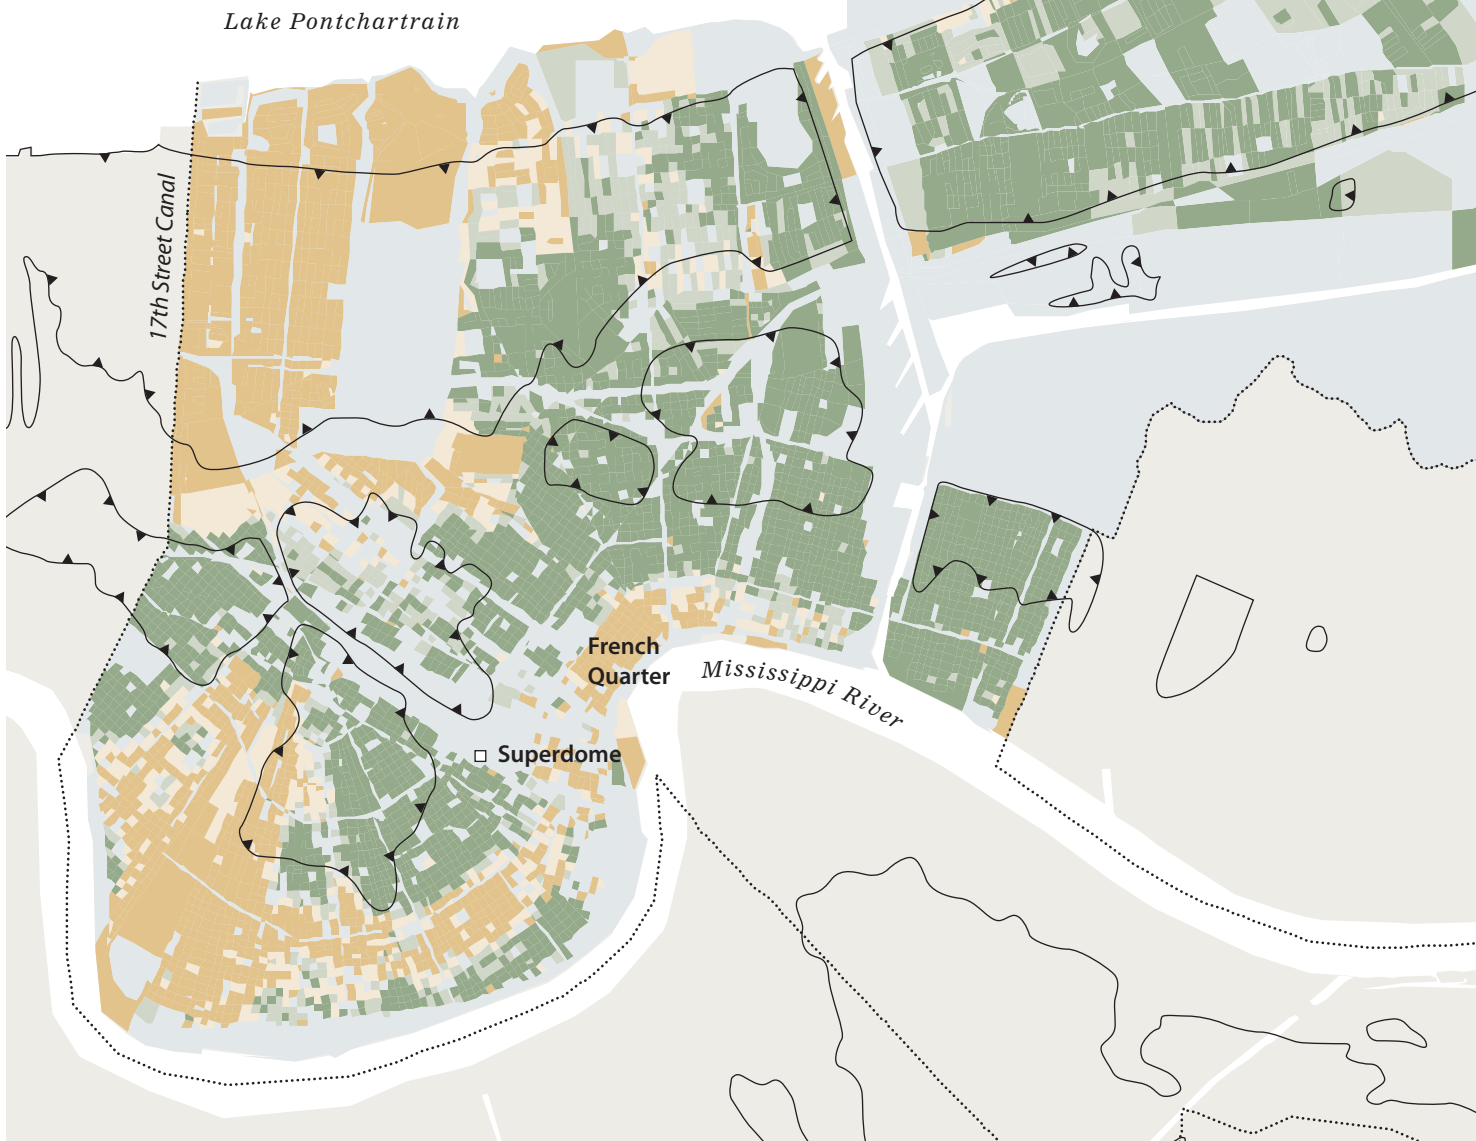 Lake Pontchartrain
17th Street Canal
French
Quarter
Mississippi River
Superdome